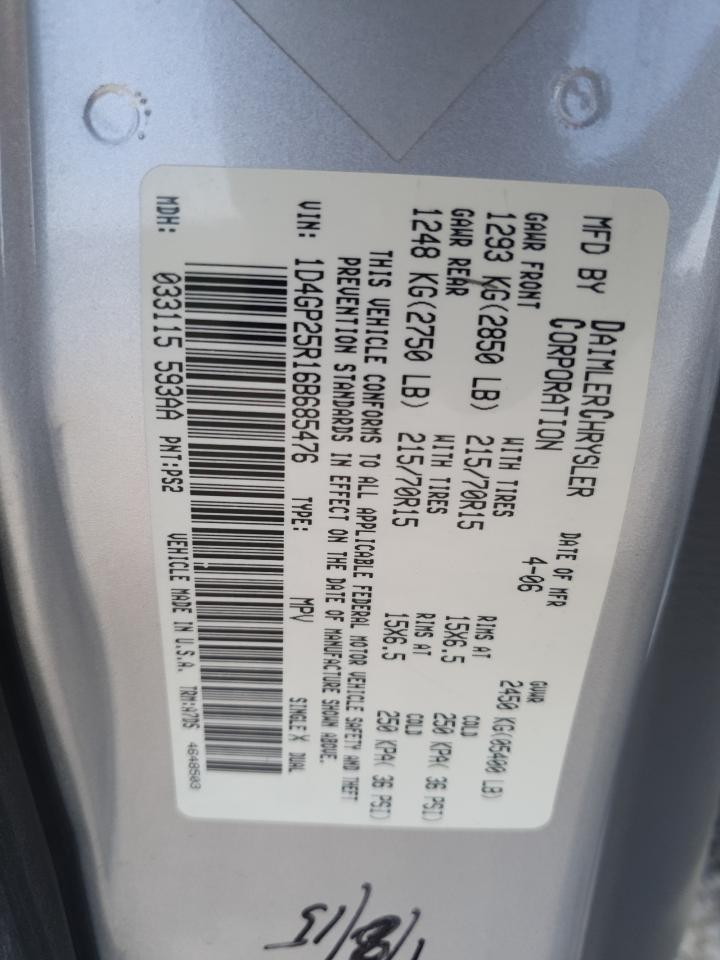 MFD BY DAIMLERCHRYSLER CORPORATION DATE OF MFR 4-06 GVWR 2450 KG(05400 LB)
GAWR FRONT WITH TIRES RIMS AT COLD
1293 KG(2850 LB) 215/70R15 15X6.5 250 KPA( 36 PSI)
GAWR REAR WITH TIRES RIMS AT COLD
1248 KG(2750 LB) 215/70R15 15X6.5 250 KPA( 36 PSI)
THIS VEHICLE CONFORMS TO ALL APPLICABLE FEDERAL MOTOR VEHICLE SAFETY AND THEFT
PREVENTION STANDARDS IN EFFECT ON THE DATE OF MANUFACTURE SHOWN ABOVE.
VIN: 1D4GP25R16B685476 TYPE: MPV SINGLE X DUAL
MDH: 033115 593AA PNT:PS2 VEHICLE MADE IN U.S.A. TRM:A7DS 4648503